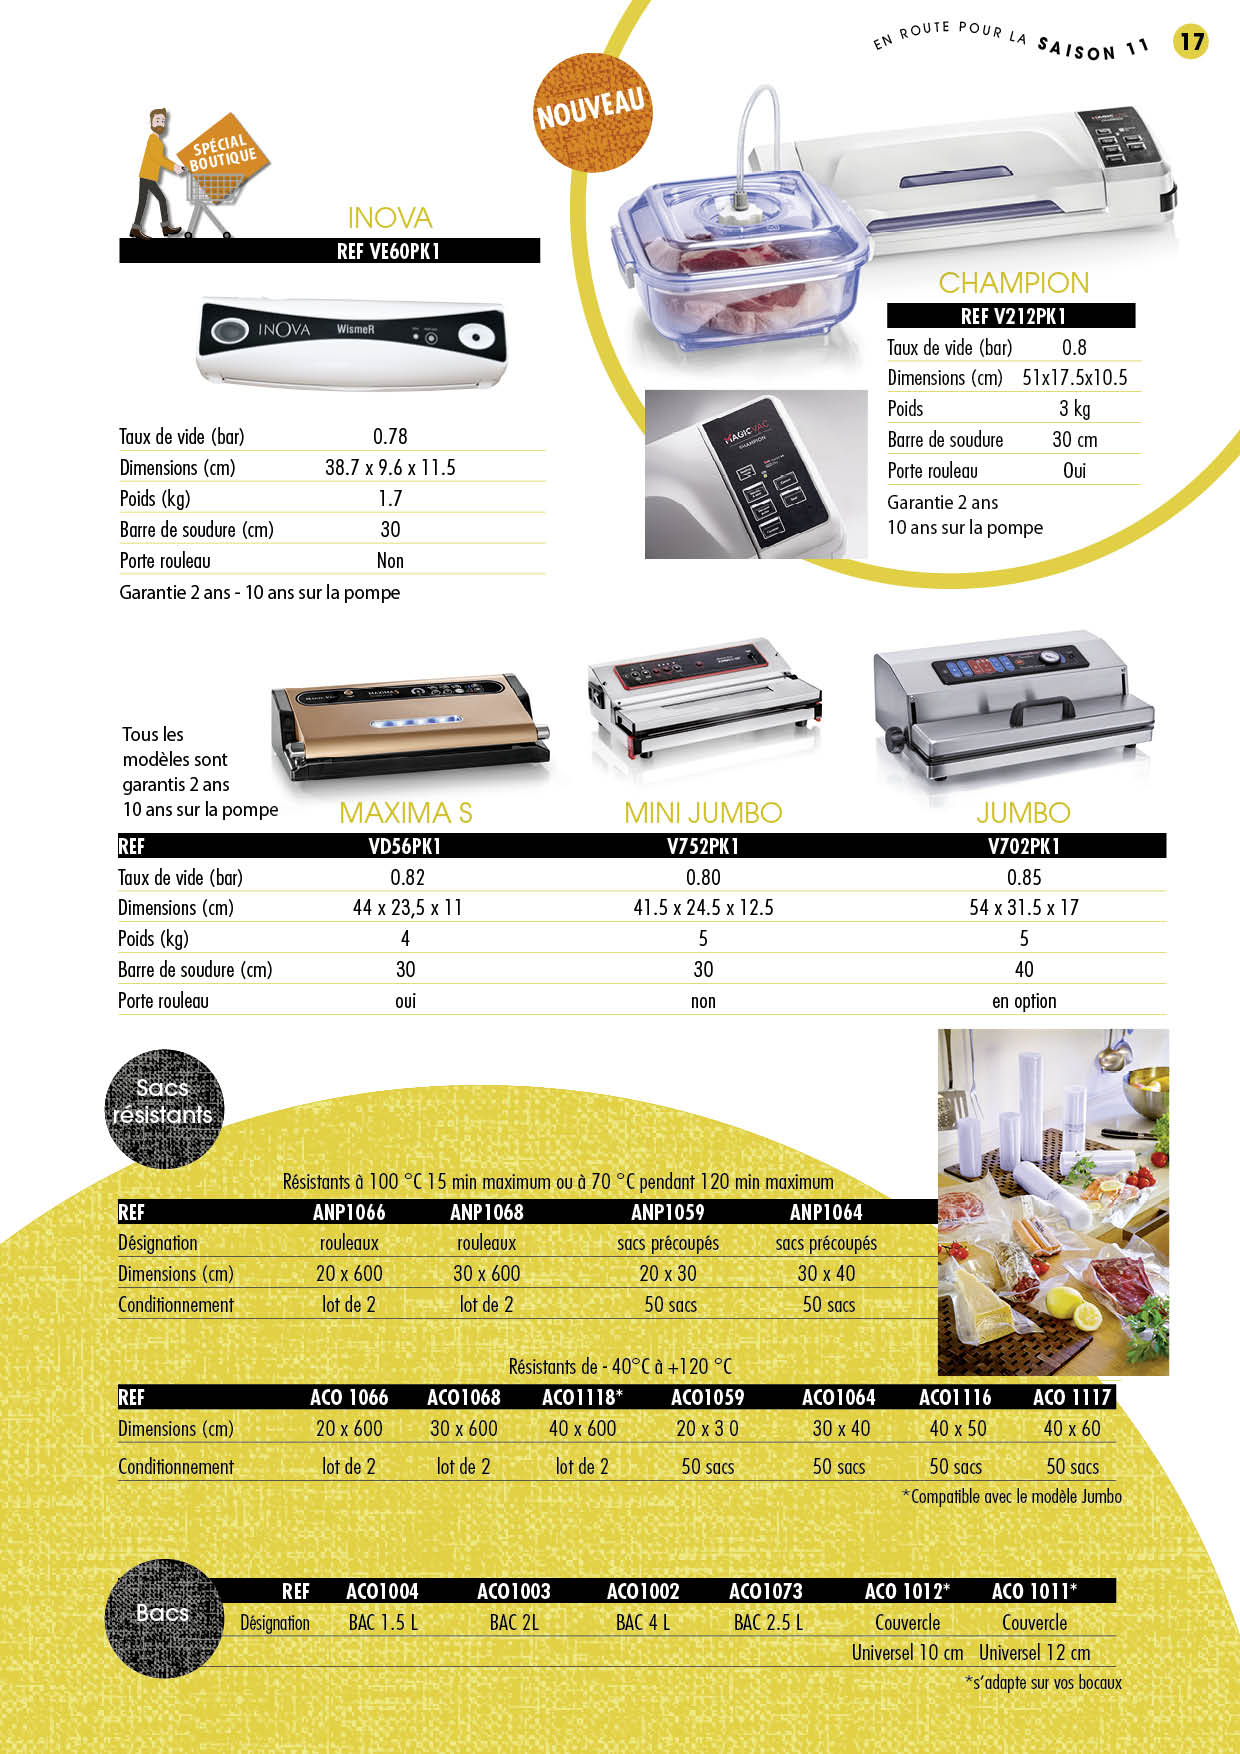 EN ROUTE POUR LA SAISON 11 17
NOUVEAU
SPÉCIAL
BOUTIQUE
INOVA
REF VE60PK1
INOVA WismeR
Taux de vide (bar) 0.78
Dimensions (cm) 38.7 x 9.6 x 11.5
Poids (kg) 1.7
Barre de soudure (cm) 30
Porte rouleau Non
Garantie 2 ans - 10 ans sur la pompe
CHAMPION
REF V212PK1
Taux de vide (bar) 0.8
Dimensions (cm) 51x17.5x10.5
Poids 3 kg
Barre de soudure 30 cm
Porte rouleau Oui
Garantie 2 ans
10 ans sur la pompe
MAGICVAC
CHAMPION
Tous les
modèles sont
garantis 2 ans
10 ans sur la pompe
MAXIMA S
MAXIMA S MINI JUMBO JUMBO
REF VD56PK1 V752PK1 V702PK1
Taux de vide (bar) 0.82 0.80 0.85
Dimensions (cm) 44 x 23,5 x 11 41.5 x 24.5 x 12.5 54 x 31.5 x 17
Poids (kg) 4 5 5
Barre de soudure (cm) 30 30 40
Porte rouleau oui non en option
Sacs
résistants
Résistants à 100 °C 15 min maximum ou à 70 °C pendant 120 min maximum
REF ANP1066 ANP1068 ANP1059 ANP1064
Désignation rouleaux rouleaux sacs précoupés sacs précoupés
Dimensions (cm) 20 x 600 30 x 600 20 x 30 30 x 40
Conditionnement lot de 2 lot de 2 50 sacs 50 sacs
Résistants de - 40°C à +120 °C
REF ACO 1066 ACO1068 ACO1118* ACO1059 ACO1064 ACO1116 ACO 1117
Dimensions (cm) 20 x 600 30 x 600 40 x 600 20 x 3 0 30 x 40 40 x 50 40 x 60
Conditionnement lot de 2 lot de 2 lot de 2 50 sacs 50 sacs 50 sacs 50 sacs
*Compatible avec le modèle Jumbo
Bacs
REF ACO1004 ACO1003 ACO1002 ACO1073 ACO 1012* ACO 1011*
Désignation BAC 1.5 L BAC 2L BAC 4 L BAC 2.5 L Couvercle Couvercle
Universel 10 cm Universel 12 cm
*s'adapte sur vos bocaux